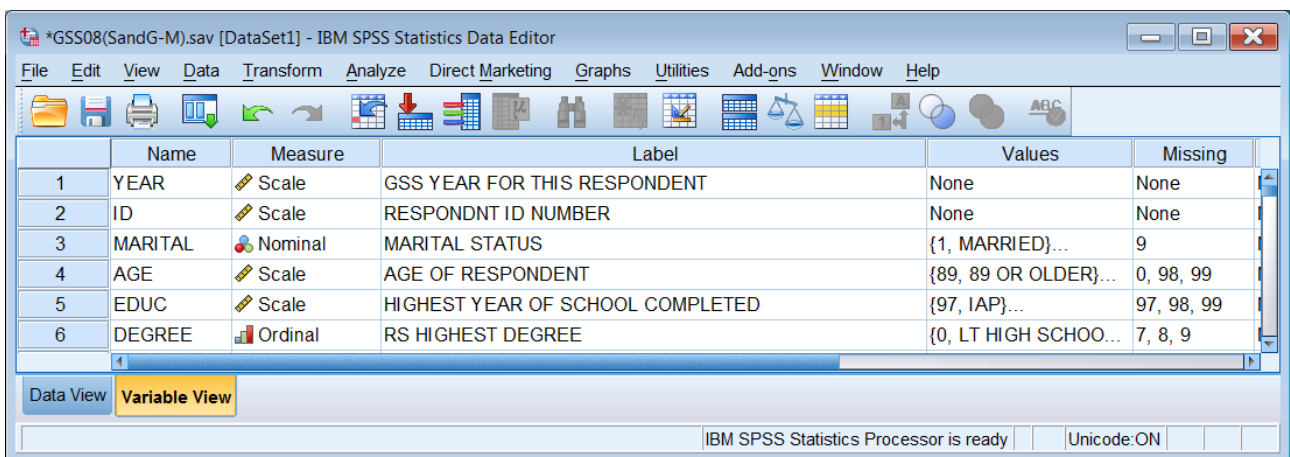 *GSS08(SandG-M).sav [DataSet1] - IBM SPSS Statistics Data Editor
File Edit View Data Transform Analyze Direct Marketing Graphs Utilities Add-ons Window Help
Name Measure Label Values Missing
1 YEAR Scale GSS YEAR FOR THIS RESPONDENT None None
2 ID Scale RESPONDNT ID NUMBER None None
3 MARITAL Nominal MARITAL STATUS {1, MARRIED}... 9
4 AGE Scale AGE OF RESPONDENT {89, 89 OR OLDER}... 0, 98, 99
5 EDUC Scale HIGHEST YEAR OF SCHOOL COMPLETED {97, IAP}... 97, 98, 99
6 DEGREE Ordinal RS HIGHEST DEGREE {0, LT HIGH SCHOO... 7, 8, 9
Data View Variable View
IBM SPSS Statistics Processor is ready Unicode:ON